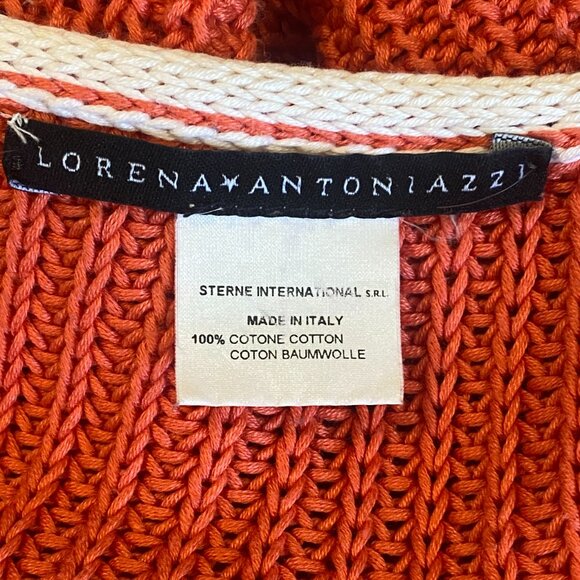 LORENA★ANTONIAZZI
STERNE INTERNATIONAL S.R.L.
MADE IN ITALY
100% COTONE COTTON
COTON BAUMWOLLE